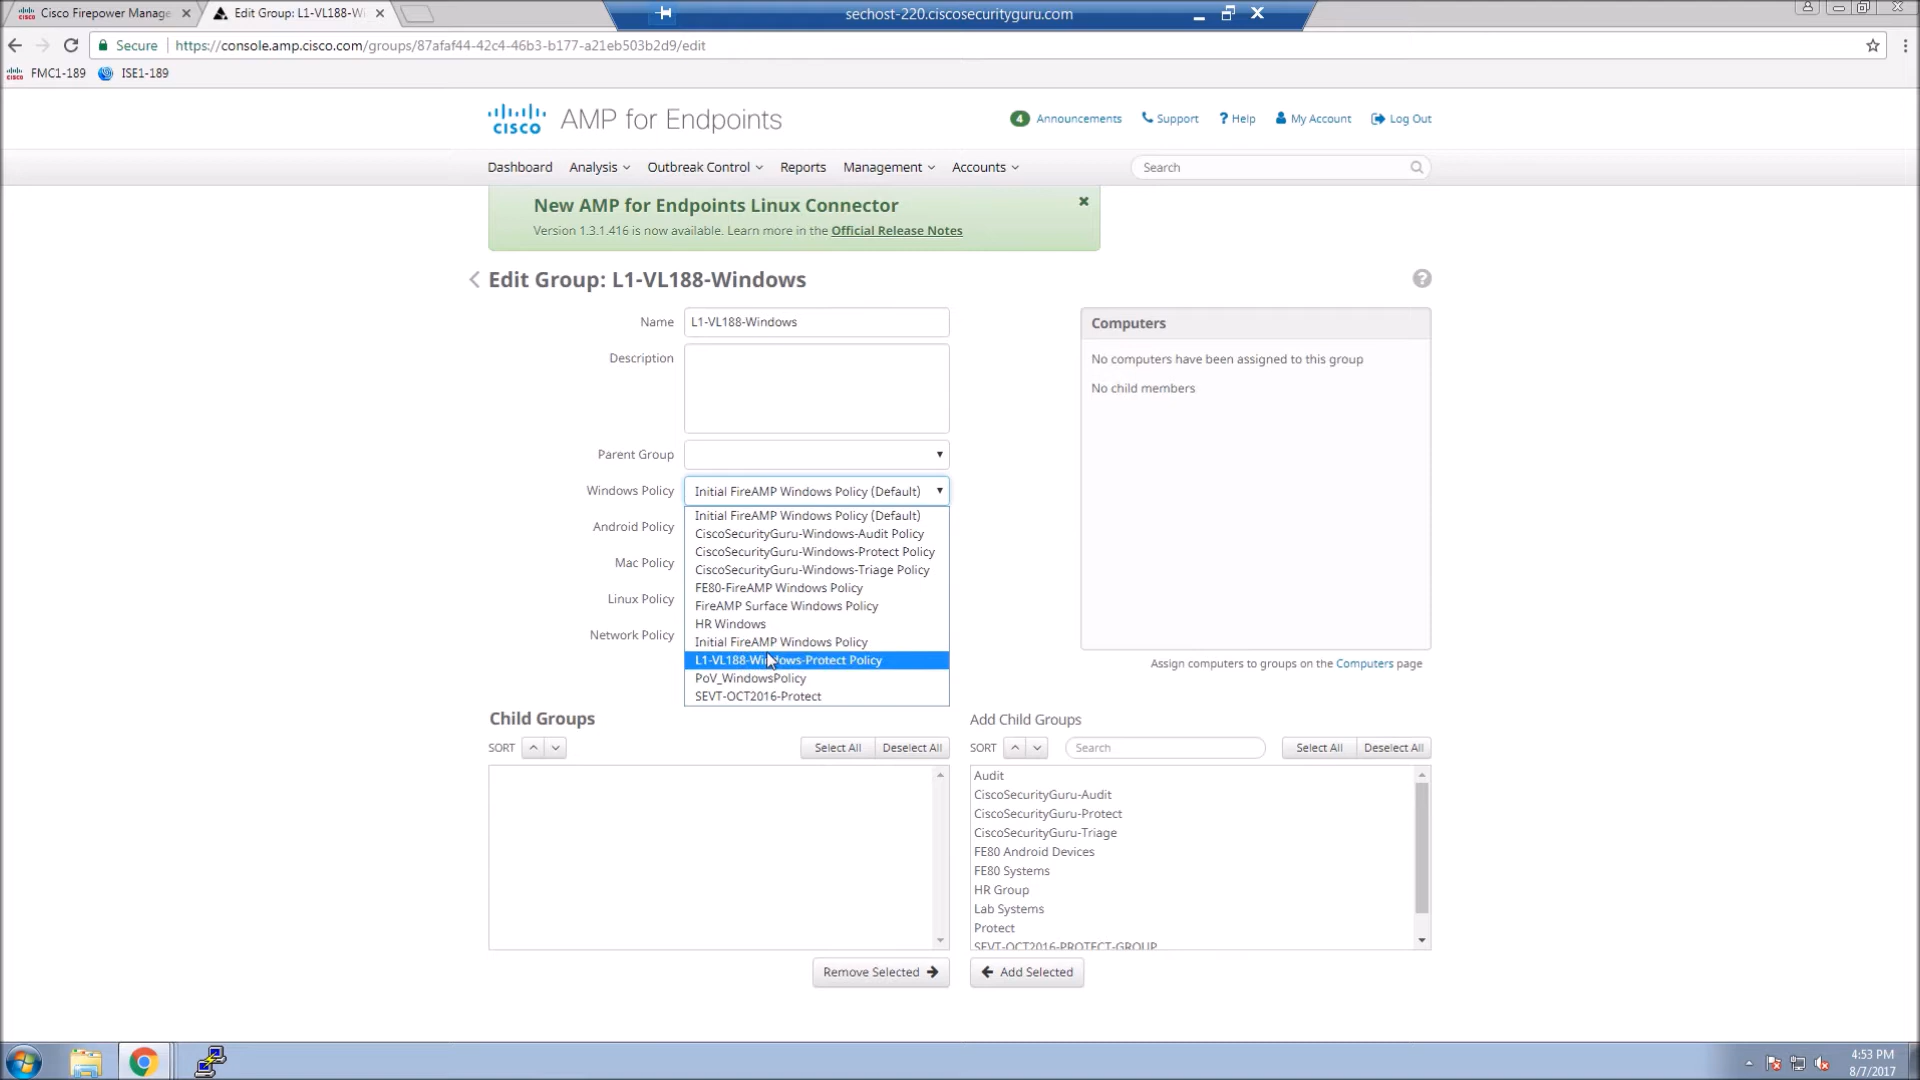 Cisco Firepower Manage
Edit Group: L1-VL188-Wi
sechost-220.ciscosecurityguru.com
Secure
https://console.amp.cisco.com/groups/87afaf44-42c4-46b3-b177-a21eb503b2d9/edit
FMC1-189
ISE1-189
cisco
AMP for Endpoints
4 Announcements
Support
? Help
My Account
Log Out
Dashboard
Analysis
Outbreak Control
Reports
Management
Accounts
Search
New AMP for Endpoints Linux Connector
Version 1.3.1.416 is now available. Learn more in the Official Release Notes
Edit Group: L1-VL188-Windows
?
Name
L1-VL188-Windows
Description
Parent Group
Windows Policy
Initial FireAMP Windows Policy (Default)
Android Policy
Mac Policy
Linux Policy
Network Policy
Initial FireAMP Windows Policy (Default)
CiscoSecurityGuru-Windows-Audit Policy
CiscoSecurityGuru-Windows-Protect Policy
CiscoSecurityGuru-Windows-Triage Policy
FE80-FireAMP Windows Policy
FireAMP Surface Windows Policy
HR Windows
Initial FireAMP Windows Policy
L1-VL188-Windows-Protect Policy
PoV_WindowsPolicy
SEVT-OCT2016-Protect
Computers
No computers have been assigned to this group
No child members
Assign computers to groups on the Computers page
Child Groups
SORT
Select All
Deselect All
Remove Selected
Add Child Groups
SORT
Search
Select All
Deselect All
Audit
CiscoSecurityGuru-Audit
CiscoSecurityGuru-Protect
CiscoSecurityGuru-Triage
FE80 Android Devices
FE80 Systems
HR Group
Lab Systems
Protect
SEVT-OCT2016-PROTECT-GROUP
Add Selected
4:53 PM
8/7/2017